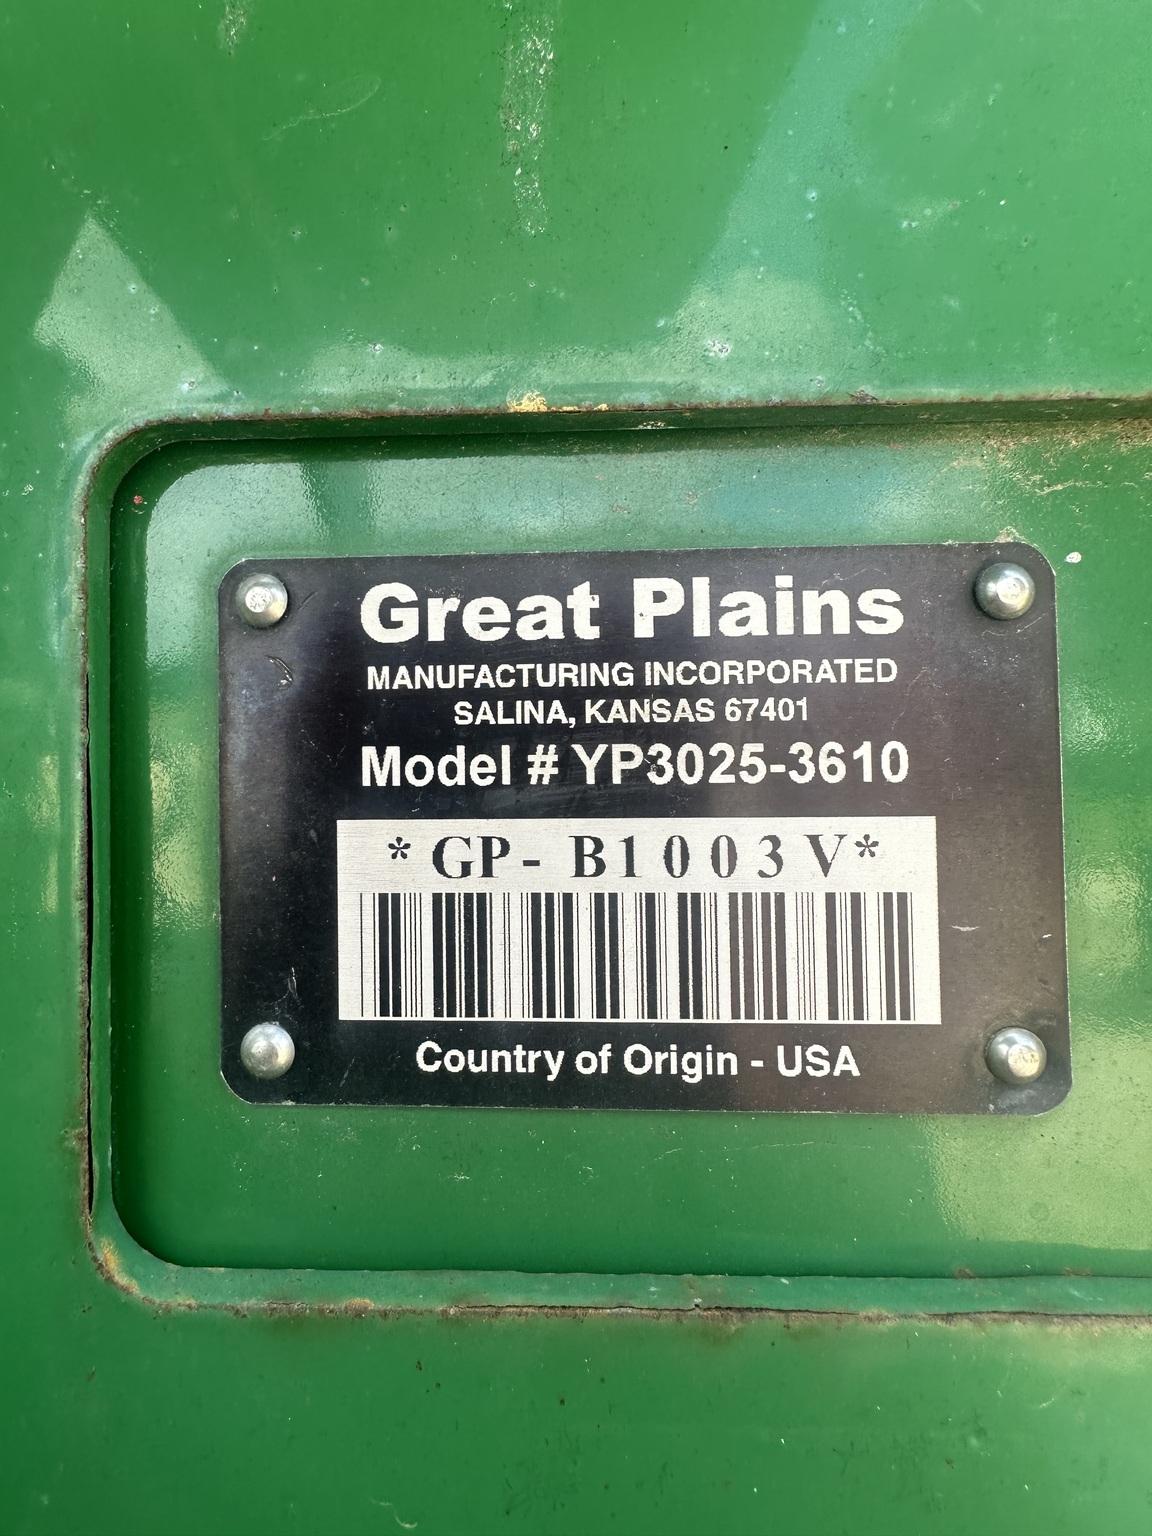 Great Plains
MANUFACTURING INCORPORATED
SALINA, KANSAS 67401
Model # YP3025-3610
*GP- B1003V*
Country of Origin - USA